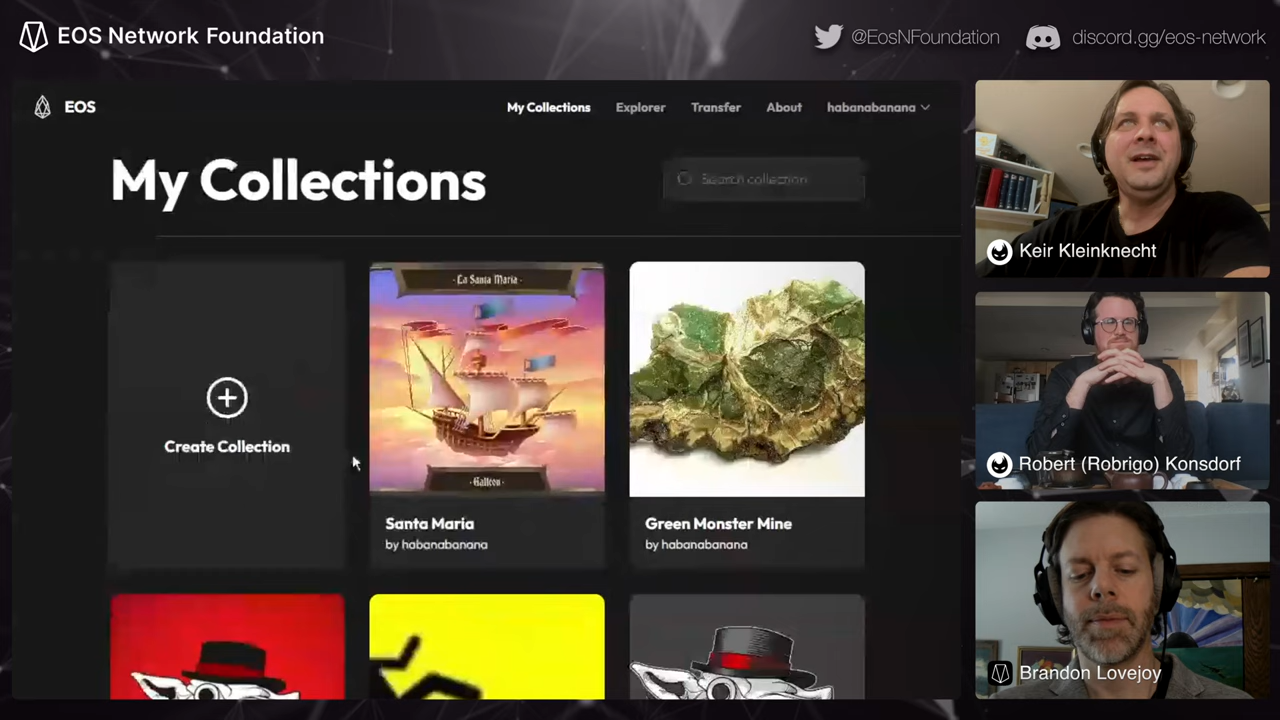 EOS Network Foundation
@EosNFoundation
discord.gg/eos-network
EOS
My Collections
Explorer
Transfer
About
habanabanana
My Collections
Search collection
Create Collection
· La Santa Maria ·
· Galleon ·
Santa Maria
by habanabanana
Green Monster Mine
by habanabanana
Keir Kleinknecht
Robert (Robrigo) Konsdorf
Brandon Lovejoy